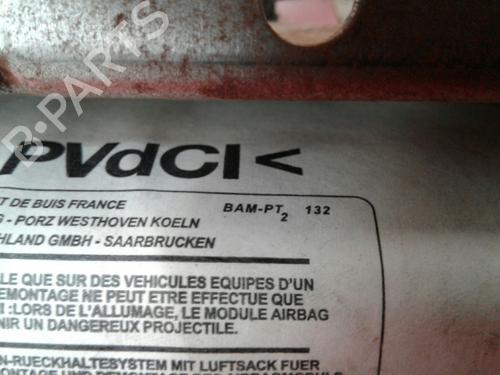 B-PARTS
PVdCl<
T DE BUIS FRANCE
BAM-PT2 132
G - PORZ WESTHOVEN KOELN
HLAND GMBH - SAARBRUCKEN
LE QUE SUR DES VEHICULES EQUIPES D'UN
EMONTAGE NE PEUT ETRE EFFECTUE QUE
I :LORS DE L'ALLUMAGE, LE MODULE AIRBAG
NIR UN DANGEREUX PROJECTILE.
N-RUECKHALTESYSTEM MIT LUFTSACK FUER